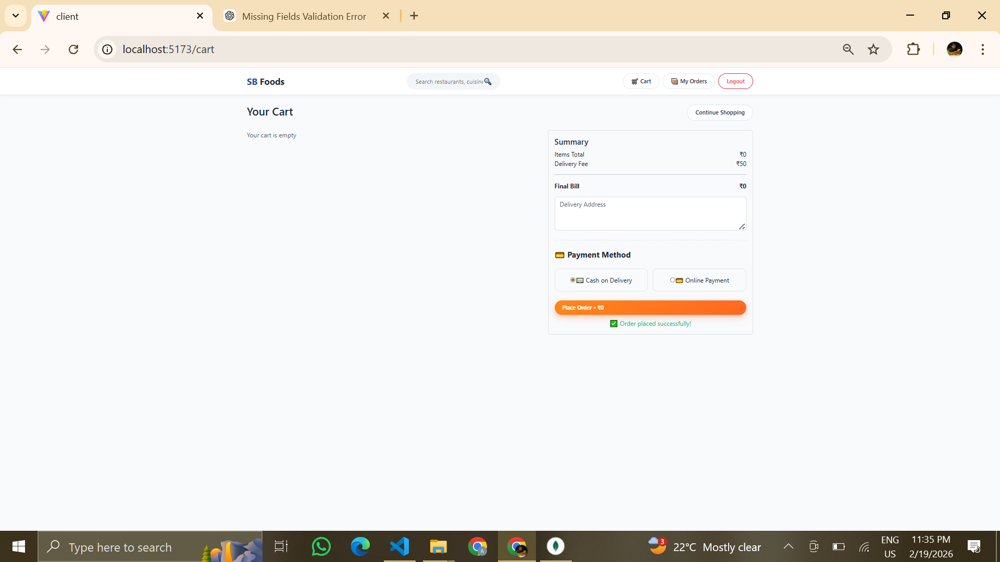 client
Missing Fields Validation Error
localhost:5173/cart
SB Foods
Search restaurants, cuisine
Cart
My Orders
Logout
Your Cart
Continue Shopping
Your cart is empty
Summary
Items Total ₹0
Delivery Fee ₹50
Final Bill ₹0
Delivery Address
Payment Method
Cash on Delivery
Online Payment
Place Order • ₹0
Order placed successfully!
Type here to search
A
3
22°C Mostly clear
ENG
US
11:35 PM
2/19/2026